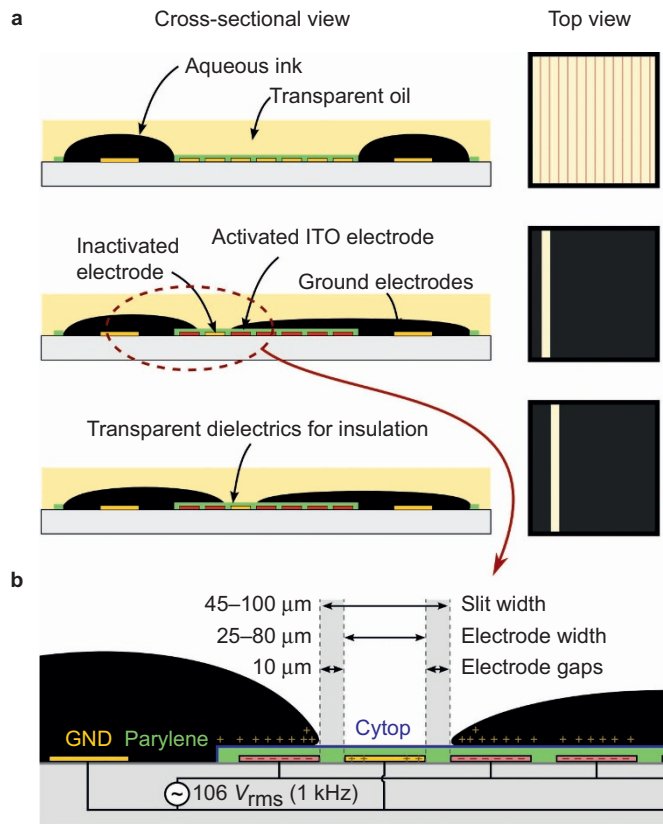 a
Cross-sectional view
Top view
Aqueous ink
Transparent oil
Inactivated
electrode
Activated ITO electrode
Ground electrodes
Transparent dielectrics for insulation
b
45–100 μm
Slit width
25–80 μm
Electrode width
10 μm
Electrode gaps
GND
Parylene
Cytop
~
106 Vrms (1 kHz)